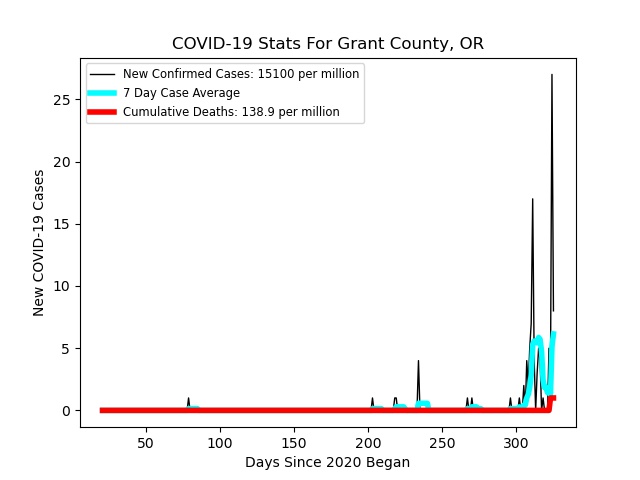 COVID-19 Stats For Grant County, OR
New Confirmed Cases: 15100 per million
7 Day Case Average
Cumulative Deaths: 138.9 per million
New COVID-19 Cases
25
20
15
10
5
0
50 100 150 200 250 300
Days Since 2020 Began